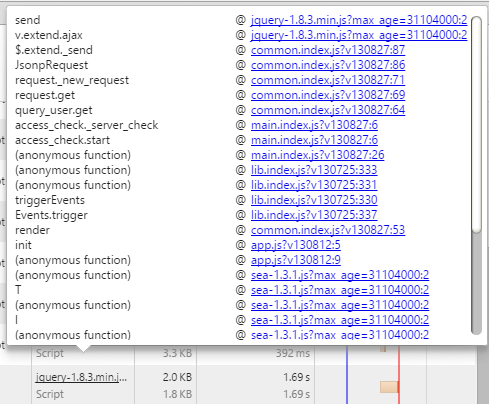 send @ jquery-1.8.3.min.js?max_age=31104000:2
v.extend.ajax @ jquery-1.8.3.min.js?max_age=31104000:2
$.extend._send @ common.index.js?v130827:87
JsonpRequest @ common.index.js?v130827:86
request._new_request @ common.index.js?v130827:71
request.get @ common.index.js?v130827:69
query_user.get @ common.index.js?v130827:64
access_check._server_check @ main.index.js?v130827:6
access_check.start @ main.index.js?v130827:6
(anonymous function) @ main.index.js?v130827:26
(anonymous function) @ lib.index.js?v130725:333
(anonymous function) @ lib.index.js?v130725:331
triggerEvents @ lib.index.js?v130725:330
Events.trigger @ lib.index.js?v130725:337
render @ common.index.js?v130827:53
init @ app.js?v130812:5
(anonymous function) @ app.js?v130812:9
(anonymous function) @ sea-1.3.1.js?max_age=31104000:2
T @ sea-1.3.1.js?max_age=31104000:2
(anonymous function) @ sea-1.3.1.js?max_age=31104000:2
l @ sea-1.3.1.js?max_age=31104000:2
(anonymous function) @ sea-1.3.1.js?max_age=31104000:2
Script 3.3 KB 392 ms
jquery-1.8.3.min.j... 2.0 KB 1.69 s
Script 1.8 KB 1.69 s